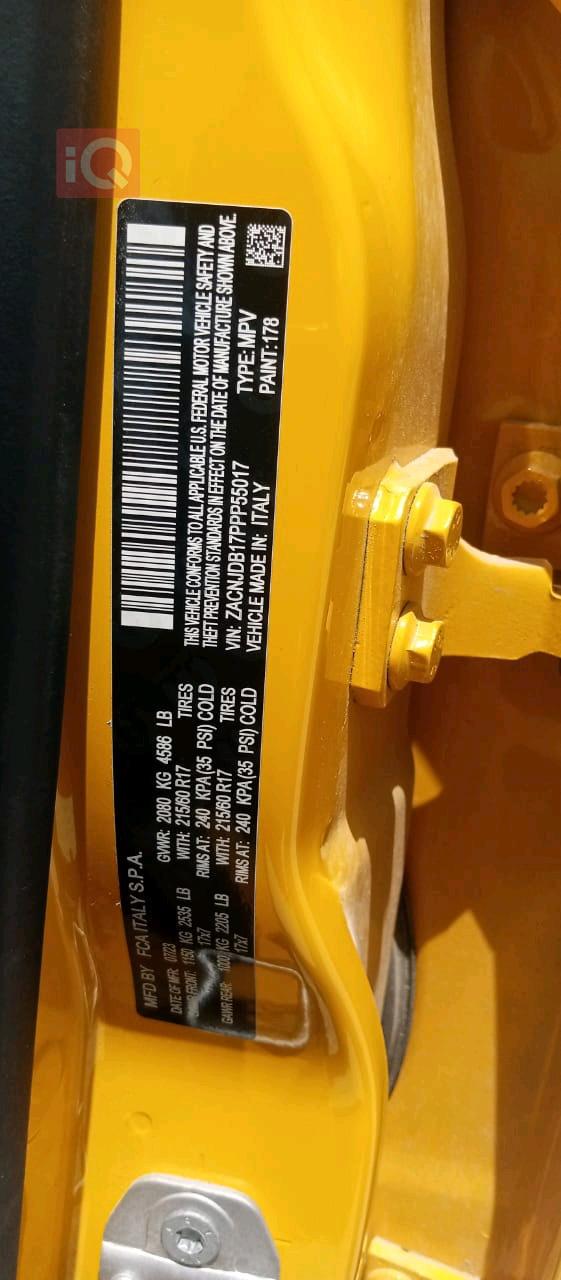 iQ
MFD BY FCA ITALY S.P.A.
DATE OF MFR 07/23 GVWR: 2080 KG 4586 LB
GAWR FRONT: 1150 KG 2535 LB WITH: 215/60 R17 TIRES
17x7 RIMS AT: 240 KPA(35 PSI) COLD
GAWR REAR: 1000 KG 2205 LB WITH: 215/60 R17 TIRES
17x7 RIMS AT: 240 KPA(35 PSI) COLD
THIS VEHICLE CONFORMS TO ALL APPLICABLE U.S. FEDERAL MOTOR VEHICLE SAFETY AND
THEFT PREVENTION STANDARDS IN EFFECT ON THE DATE OF MANUFACTURE SHOWN ABOVE.
VIN: ZACNJDB17PPP55017 TYPE: MPV
VEHICLE MADE IN: ITALY PAINT:178